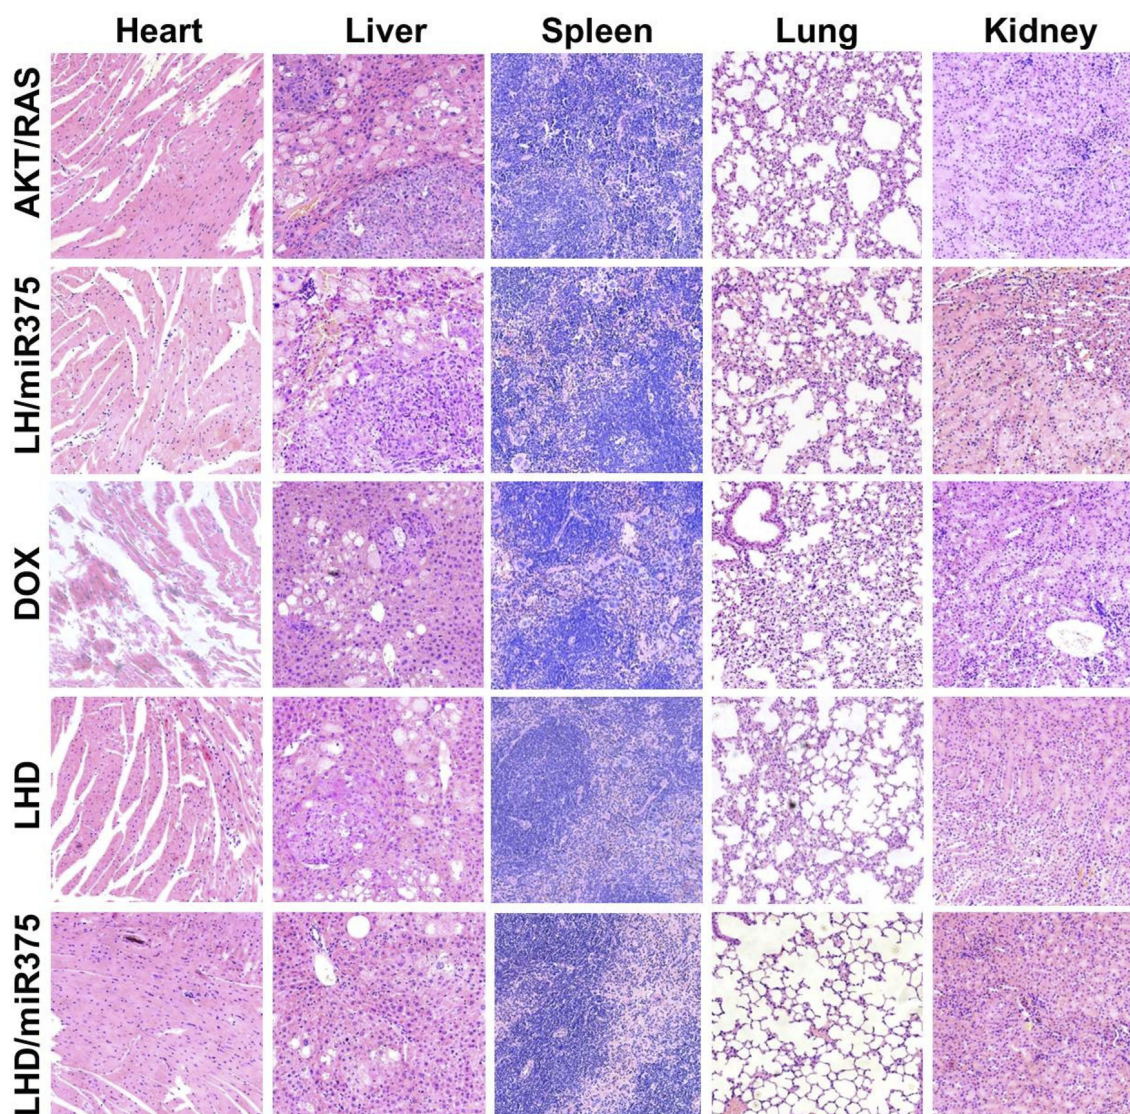 Heart Liver Spleen Lung Kidney
AKT/RAS
LH/miR375
DOX
LHD
LHD/miR375